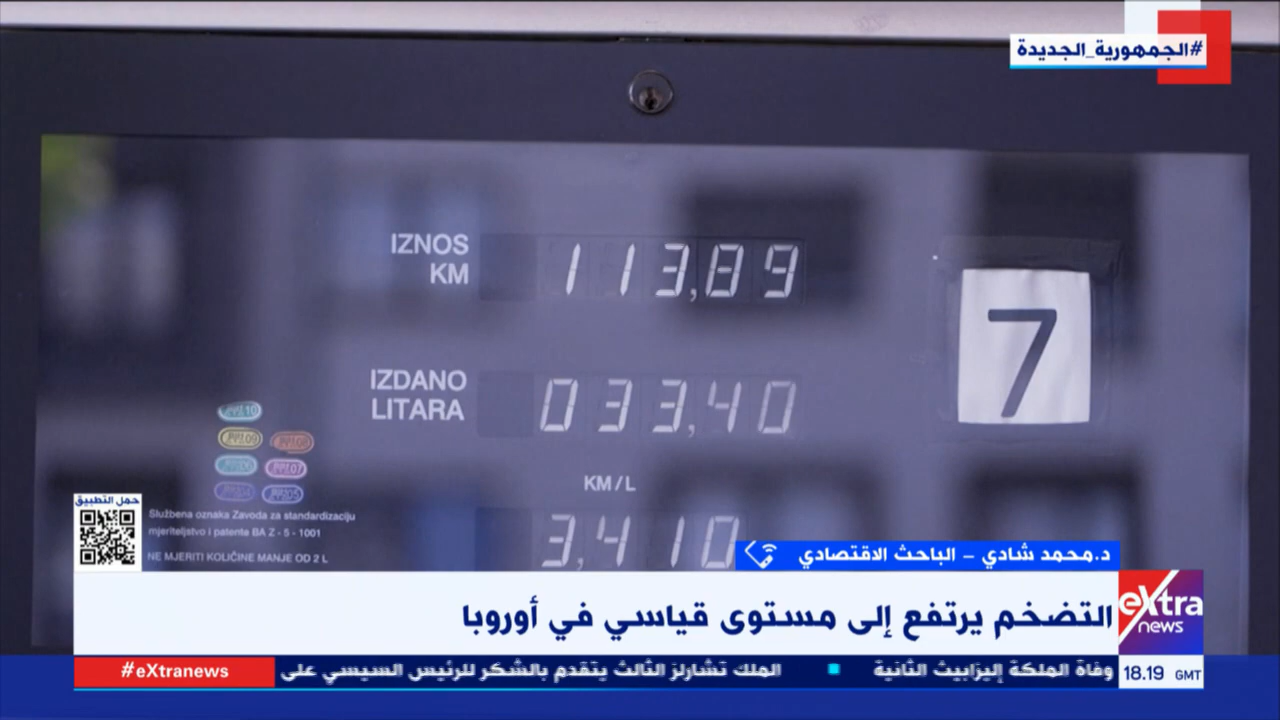 #الجمهورية_الجديدة
IZNOS
KM
113,89
7
IZDANO
LITARA
033,40
KM/L
3,410
حمل التطبيق
Službena oznaka Zavoda za standardizaciju
mjeriteljstvo i patente BA Z - 5 - 1001
NE MJERITI KOLIČINE MANJE OD 2 L
د.محمد شادي – الباحث الاقتصادي
التضخم يرتفع إلى مستوى قياسي في أوروبا
eXtra
news
وفاة الملكة إليزابيث الثانية
الملك تشارلز الثالث يتقدم بالشكر للرئيس السيسي على
#eXtranews
18.19 GMT